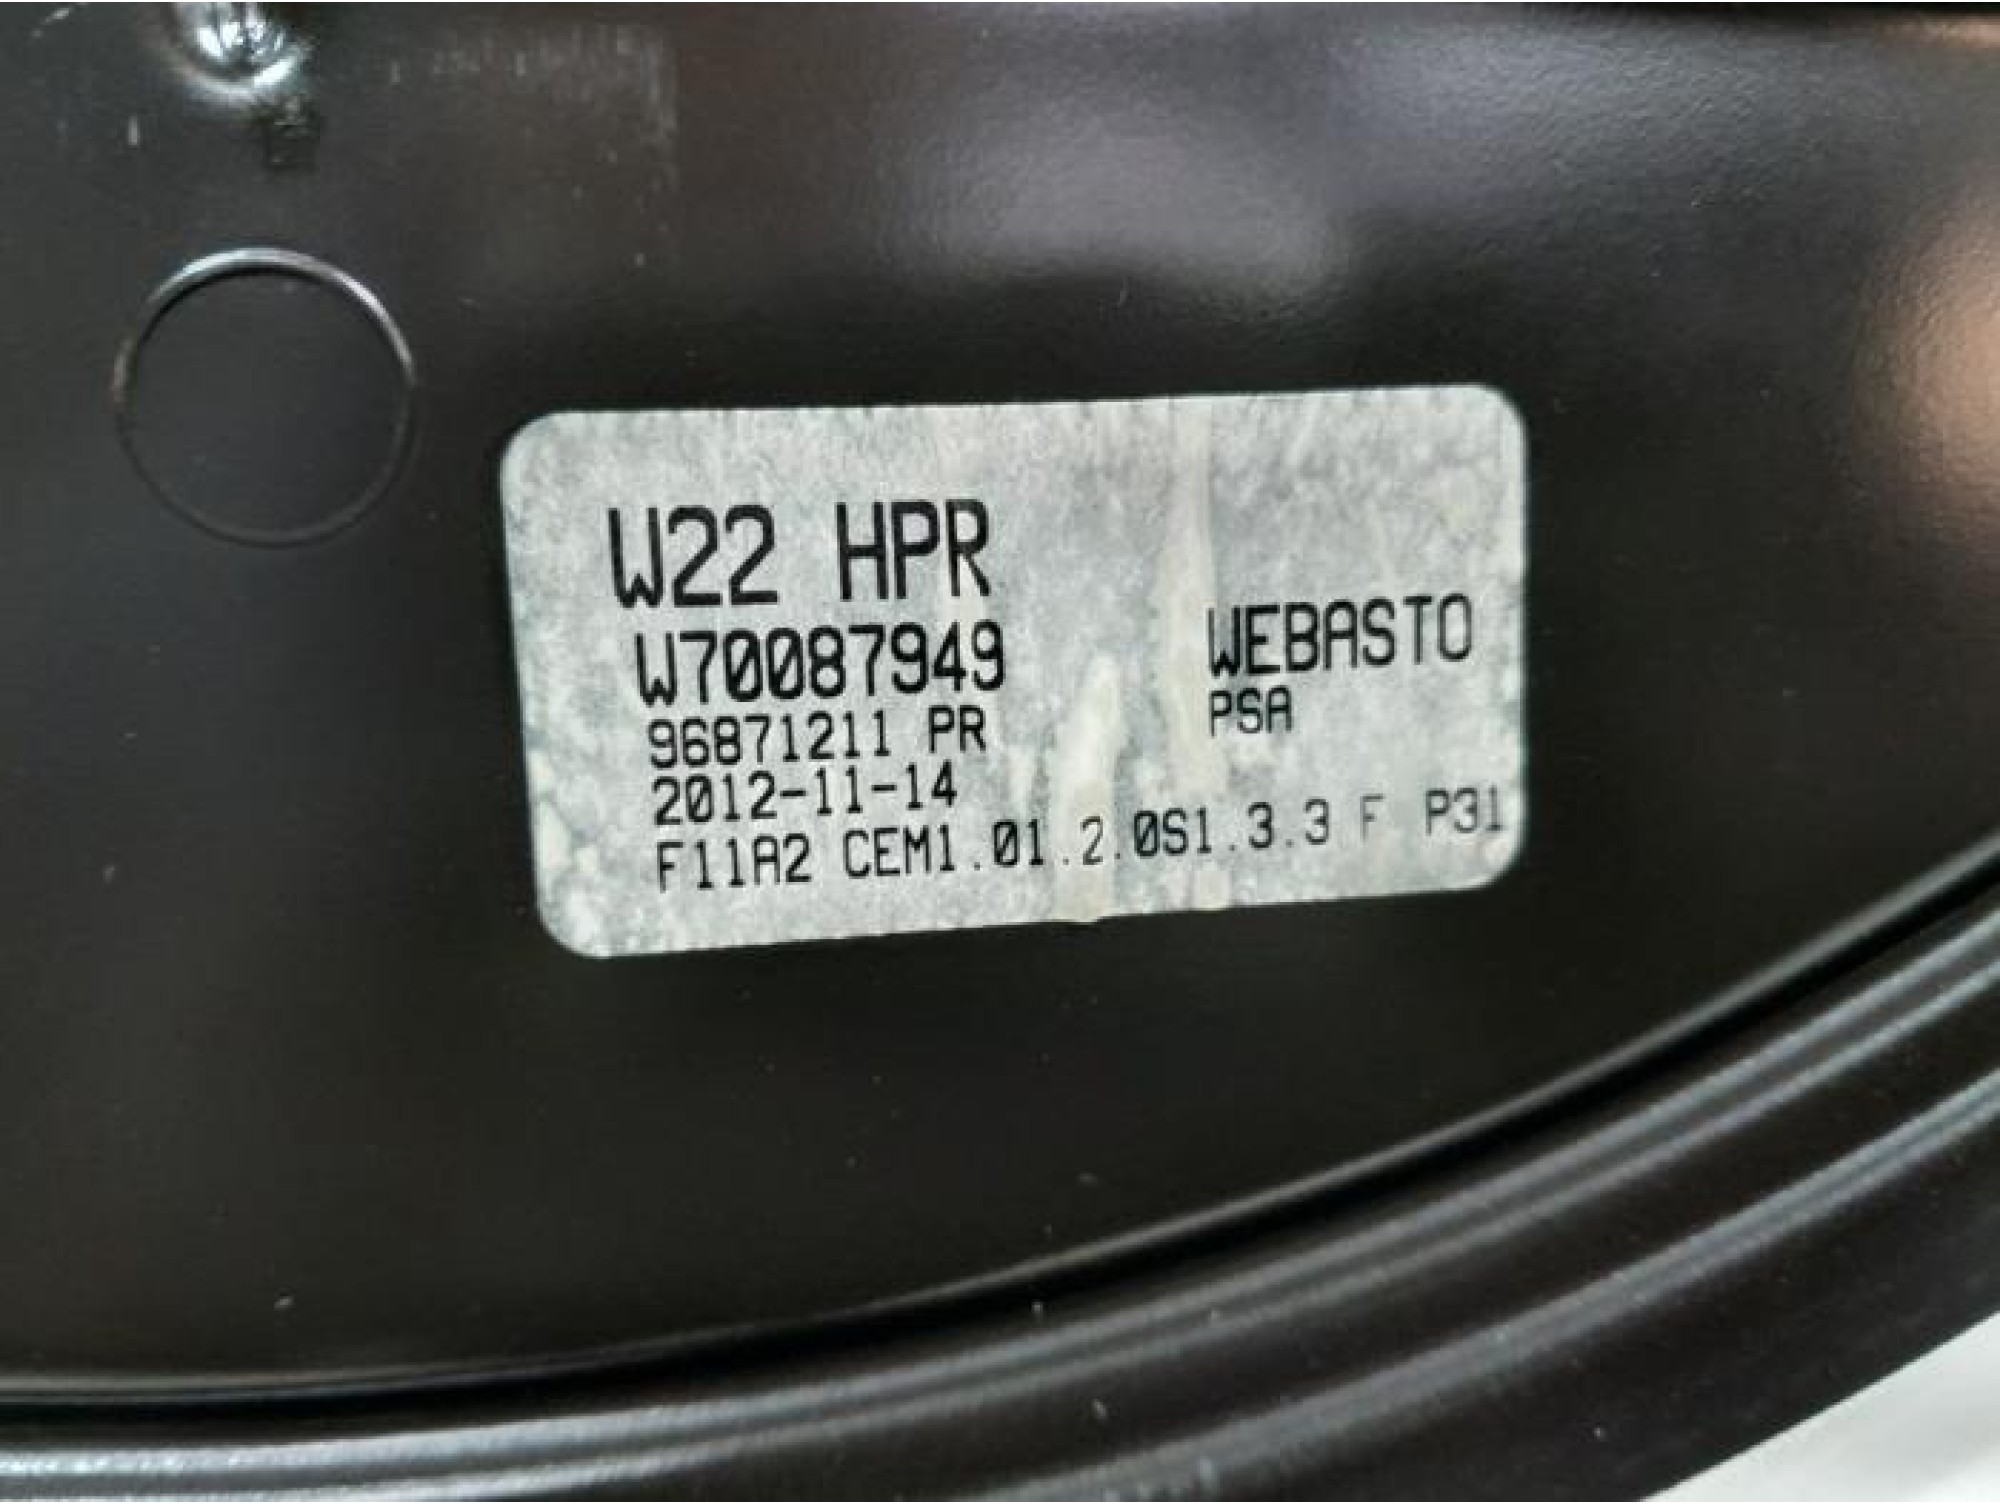 W22 HPR
W70087949
WEBASTO
96871211 PR
PSA
2012-11-14
F11A2 CEM1.01.2.0S1.3.3 F P31